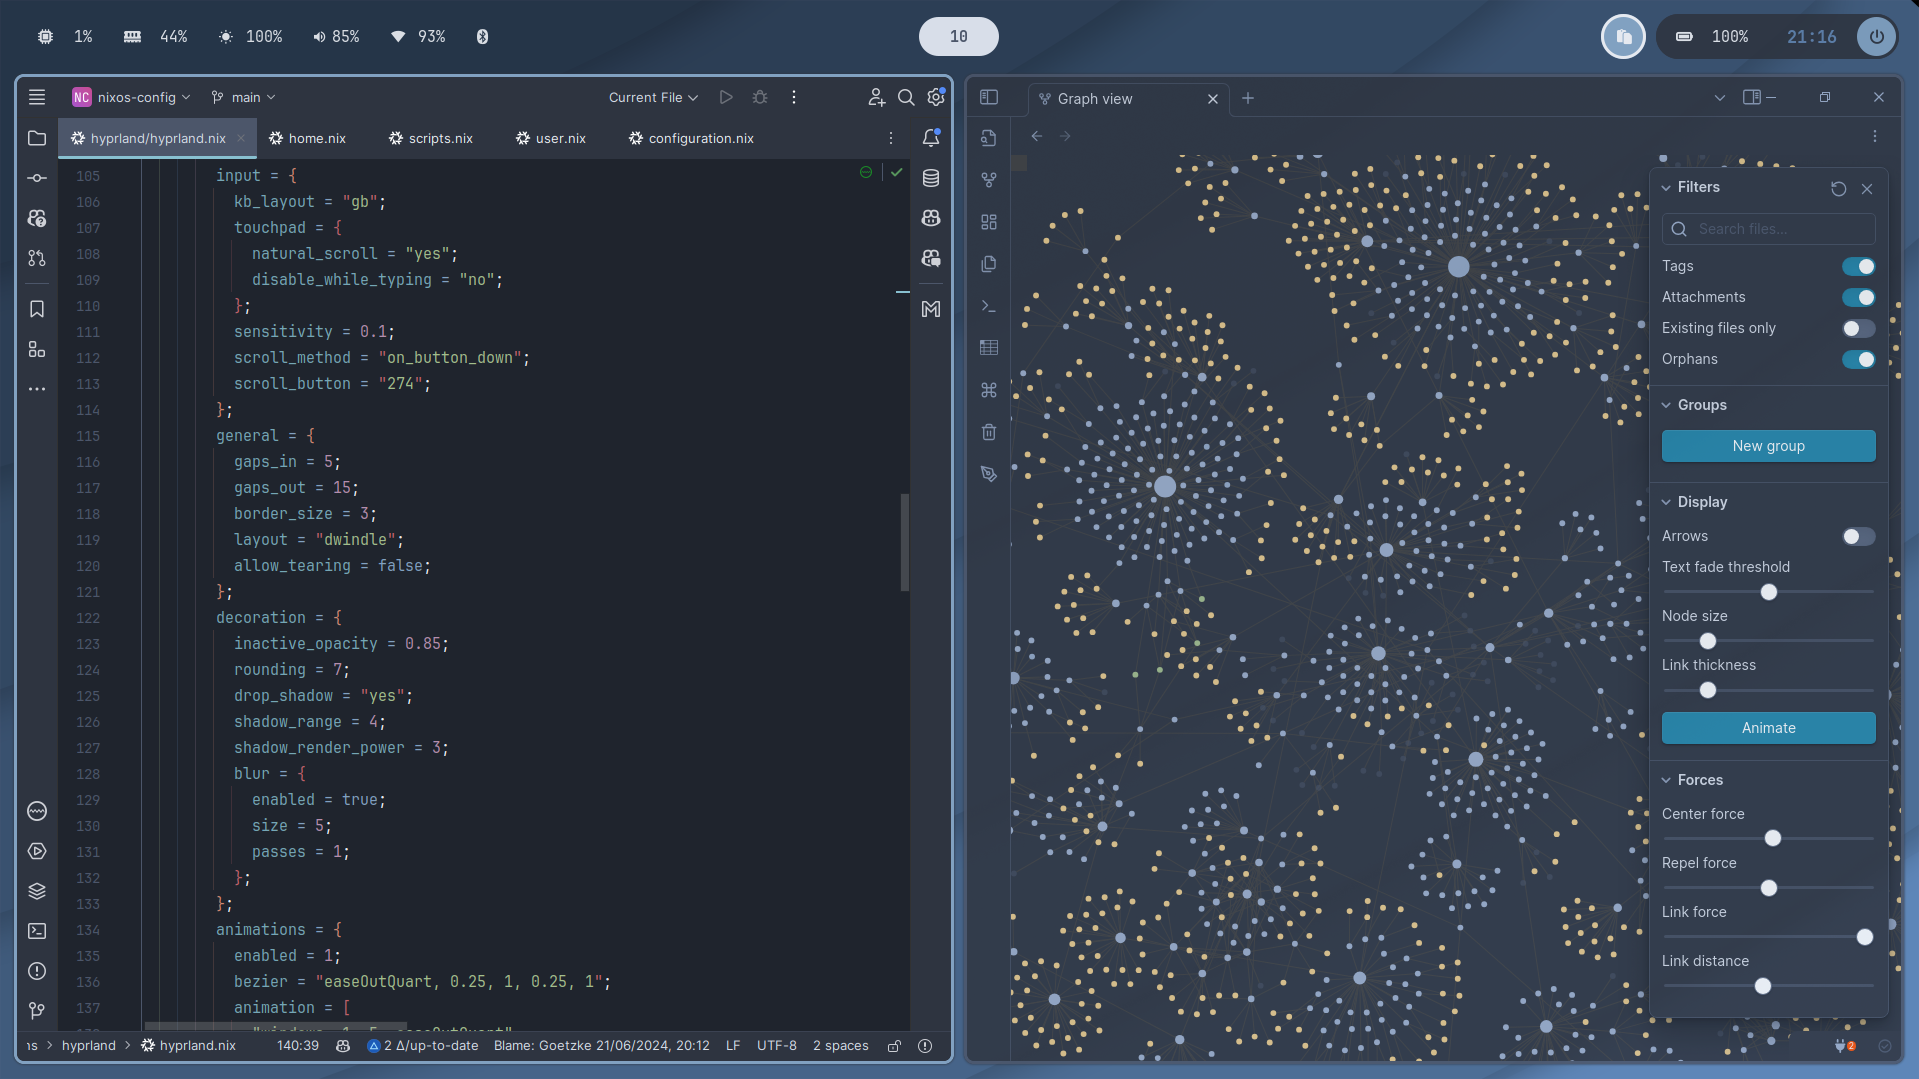 1% 44% 100% 85% 93%
10
100% 21:16
NC nixos-config main Current File
hyprland/hyprland.nix home.nix scripts.nix user.nix configuration.nix
105 input = {
106 kb_layout = "gb";
107 touchpad = {
108 natural_scroll = "yes";
109 disable_while_typing = "no";
110 };
111 sensitivity = 0.1;
112 scroll_method = "on_button_down";
113 scroll_button = "274";
114 };
115 general = {
116 gaps_in = 5;
117 gaps_out = 15;
118 border_size = 3;
119 layout = "dwindle";
120 allow_tearing = false;
121 };
122 decoration = {
123 inactive_opacity = 0.85;
124 rounding = 7;
125 drop_shadow = "yes";
126 shadow_range = 4;
127 shadow_render_power = 3;
128 blur = {
129 enabled = true;
130 size = 5;
131 passes = 1;
132 };
133 };
134 animations = {
135 enabled = 1;
136 bezier = "easeOutQuart, 0.25, 1, 0.25, 1";
137 animation = [
ns > hyprland > hyprland.nix 140:39 2 Δ/up-to-date Blame: Goetzke 21/06/2024, 20:12 LF UTF-8 2 spaces
Graph view
Filters
Search files...
Tags
Attachments
Existing files only
Orphans
Groups
New group
Display
Arrows
Text fade threshold
Node size
Link thickness
Animate
Forces
Center force
Repel force
Link force
Link distance
2